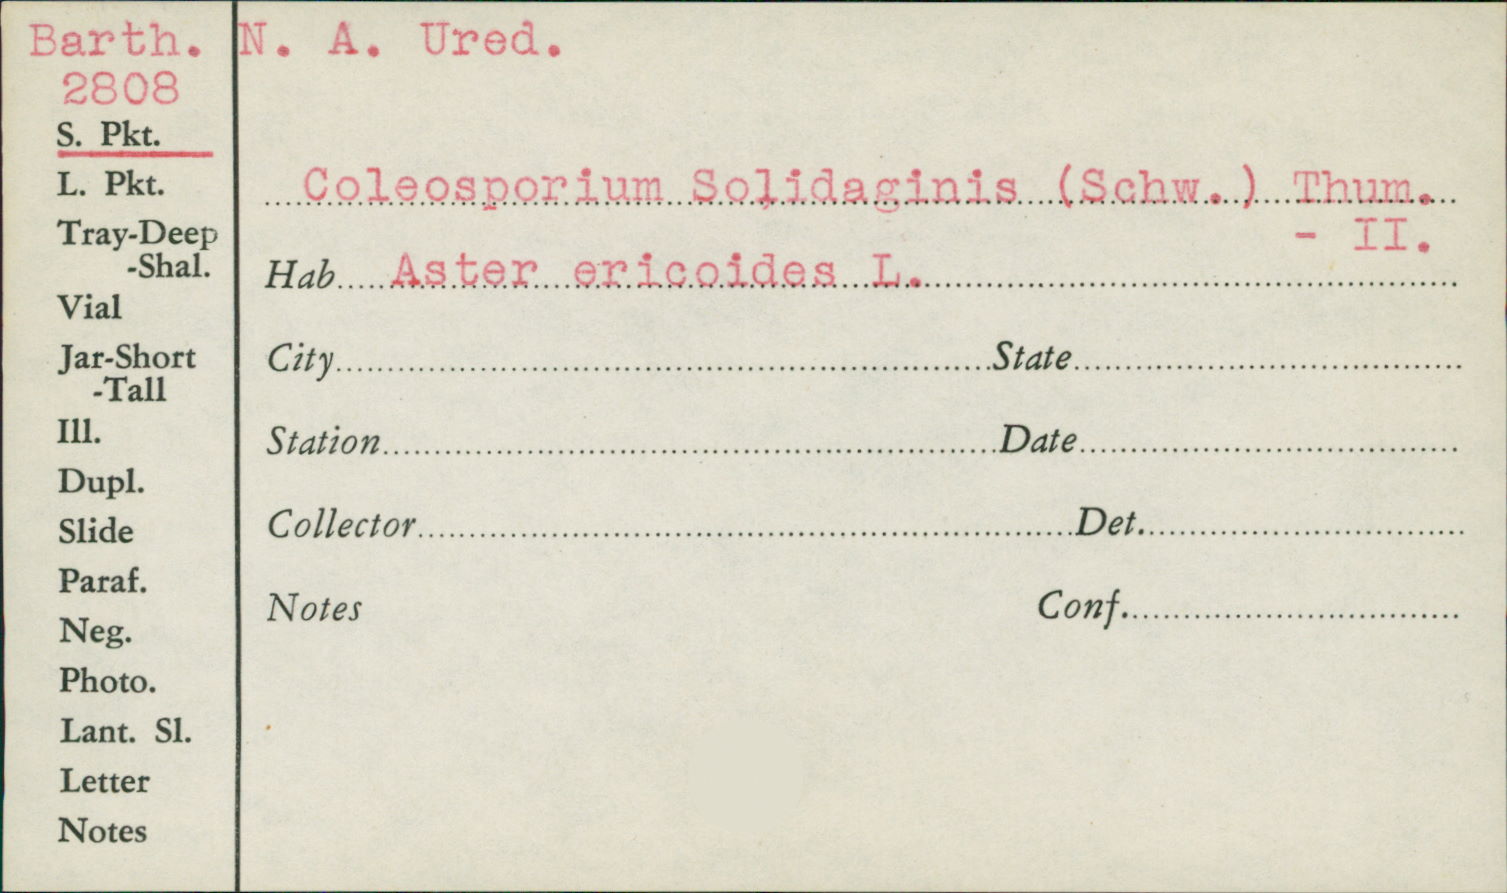 Barth. N. A. Ured.
2808
S. Pkt.
L. Pkt.
Tray-Deep
-Shal.
Vial
Jar-Short
-Tall
Ill.
Dupl.
Slide
Paraf.
Neg.
Photo.
Lant. Sl.
Letter
Notes
Coleosporium Solidaginis (Schw.) Thum.
- II.
Hab Aster ericoides L.
City State
Station Date
Collector Det.
Notes Conf.